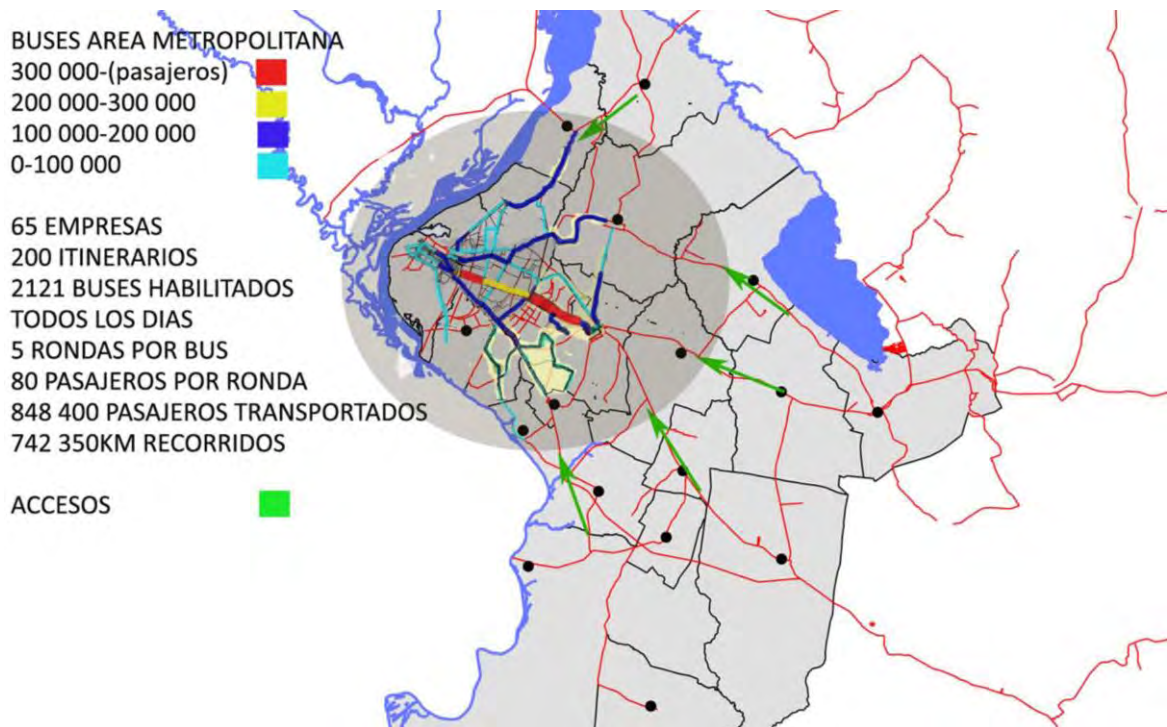 BUSES AREA METROPOLITANA
300 000-(pasajeros)
200 000-300 000
100 000-200 000
0-100 000
65 EMPRESAS
200 ITINERARIOS
2121 BUSES HABILITADOS
TODOS LOS DIAS
5 RONDAS POR BUS
80 PASAJEROS POR RONDA
848 400 PASAJEROS TRANSPORTADOS
742 350KM RECORRIDOS
ACCESOS